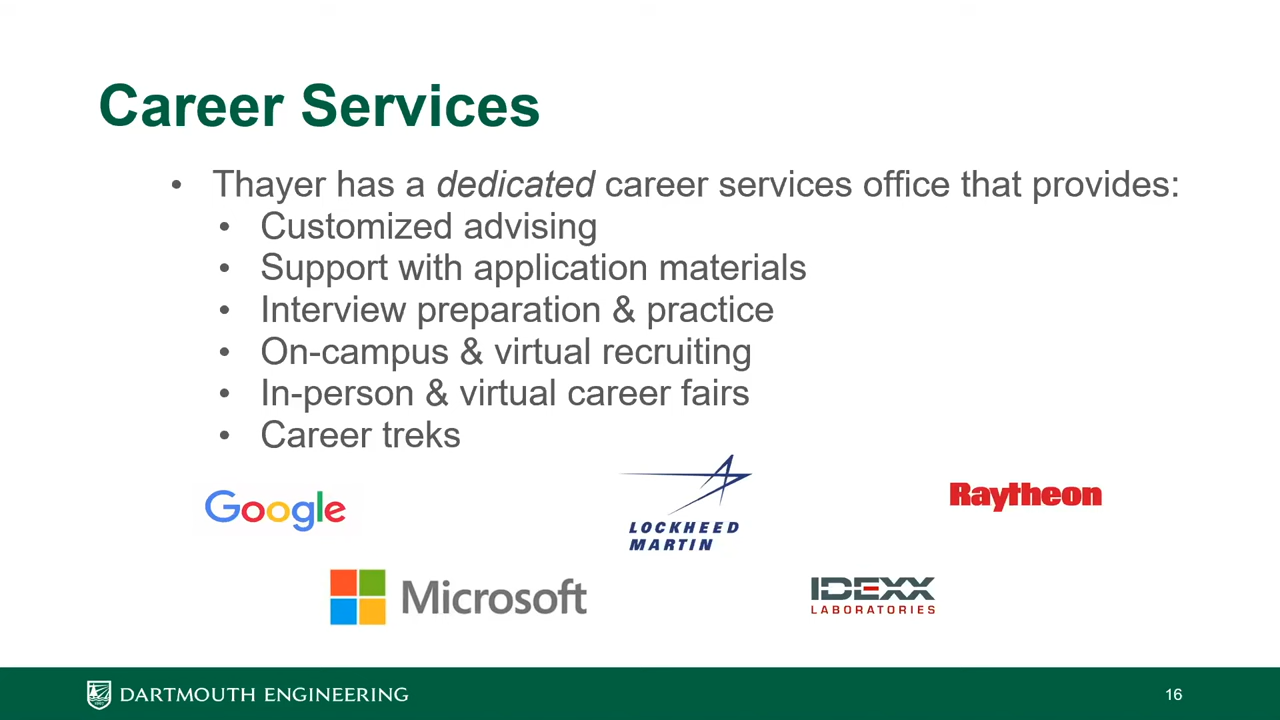 Career Services
• Thayer has a dedicated career services office that provides:
• Customized advising
• Support with application materials
• Interview preparation & practice
• On-campus & virtual recruiting
• In-person & virtual career fairs
• Career treks
Google
LOCKHEED
MARTIN
Raytheon
Microsoft
IDEXX
LABORATORIES
DARTMOUTH ENGINEERING
16